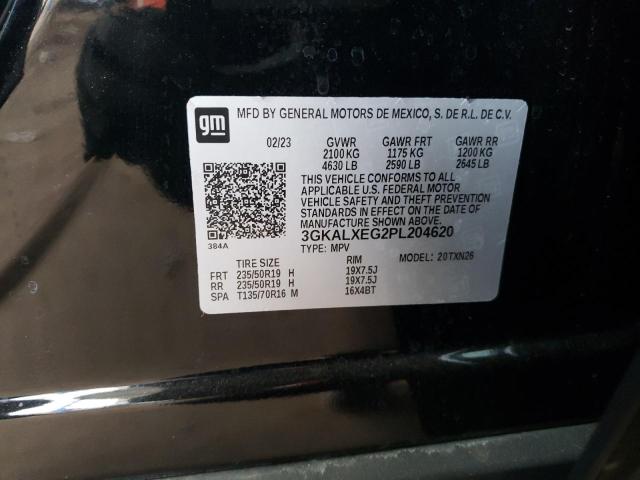 gm
MFD BY GENERAL MOTORS DE MEXICO, S. DE R.L. DE C.V.
02/23 GVWR GAWR FRT GAWR RR
2100 KG 1175 KG 1200 KG
4630 LB 2590 LB 2645 LB
THIS VEHICLE CONFORMS TO ALL
APPLICABLE U.S. FEDERAL MOTOR
VEHICLE SAFETY AND THEFT PREVENTION
STANDARDS IN EFFECT ON THE DATE OF
MANUFACTURE SHOWN ABOVE.
3GKALXEG2PL204620
384A
TYPE: MPV MODEL: 20TXN26
TIRE SIZE RIM
FRT 235/50R19 H 19X7.5J
RR 235/50R19 H 19X7.5J
SPA T135/70R16 M 16X4BT